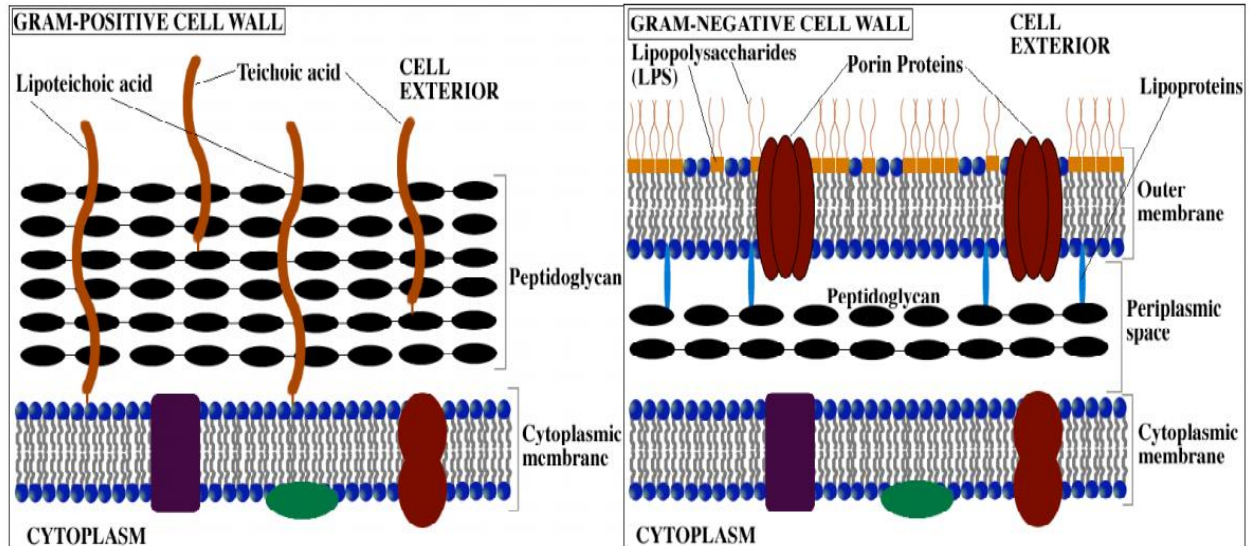 GRAM-POSITIVE CELL WALL
Lipoteichoic acid
Teichoic acid
CELL
EXTERIOR
Peptidoglycan
Cytoplasmic
membrane
CYTOPLASM
GRAM-NEGATIVE CELL WALL
Lipopolysaccharides
(LPS)
Porin Proteins
CELL
EXTERIOR
Lipoproteins
Outer
membrane
Peptidoglycan
Periplasmic
space
Cytoplasmic
membrane
CYTOPLASM